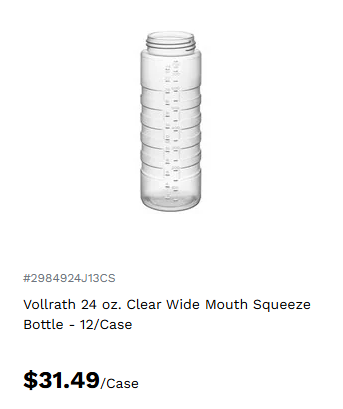 #2984924J13CS
Vollrath 24 oz. Clear Wide Mouth Squeeze
Bottle - 12/Case
$31.49/Case